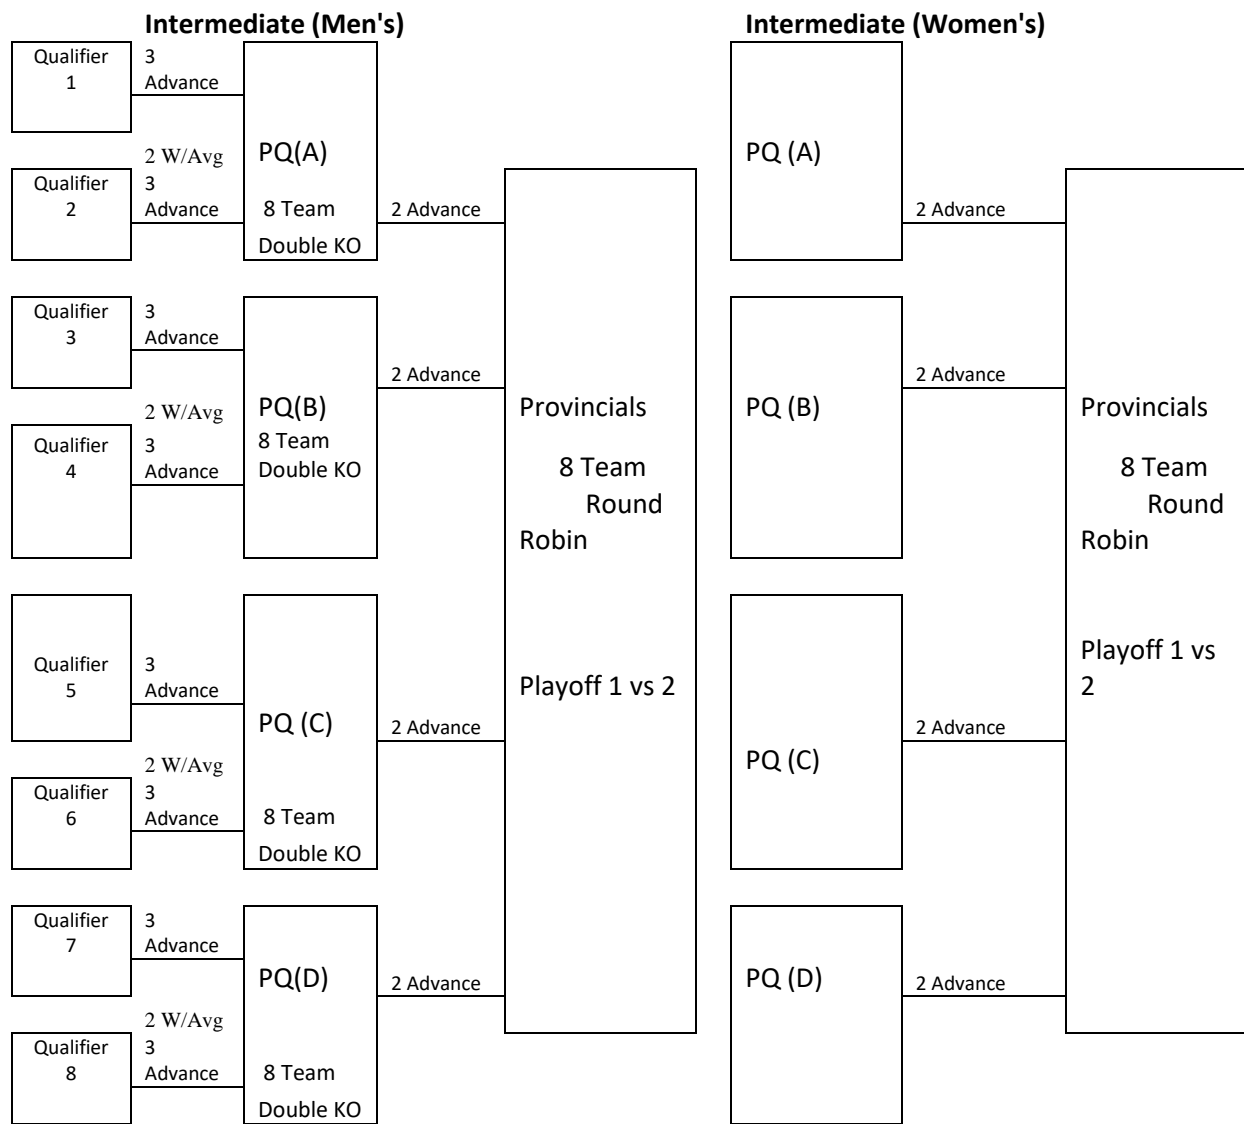 Intermediate (Men's)
Intermediate (Women's)
Qualifier
1
3
Advance
2 W/Avg
PQ(A)
8 Team
Double KO
Qualifier
2
3
Advance
2 Advance
Qualifier
3
3
Advance
2 W/Avg
PQ(B)
8 Team
Double KO
Qualifier
4
3
Advance
2 Advance
Qualifier
5
3
Advance
2 W/Avg
PQ (C)
8 Team
Double KO
Qualifier
6
3
Advance
2 Advance
Qualifier
7
3
Advance
2 W/Avg
PQ(D)
8 Team
Double KO
Qualifier
8
3
Advance
2 Advance
Provincials
8 Team
Round
Robin
Playoff 1 vs 2
PQ (A)
2 Advance
PQ (B)
2 Advance
PQ (C)
2 Advance
PQ (D)
2 Advance
Provincials
8 Team
Round
Robin
Playoff 1 vs
2